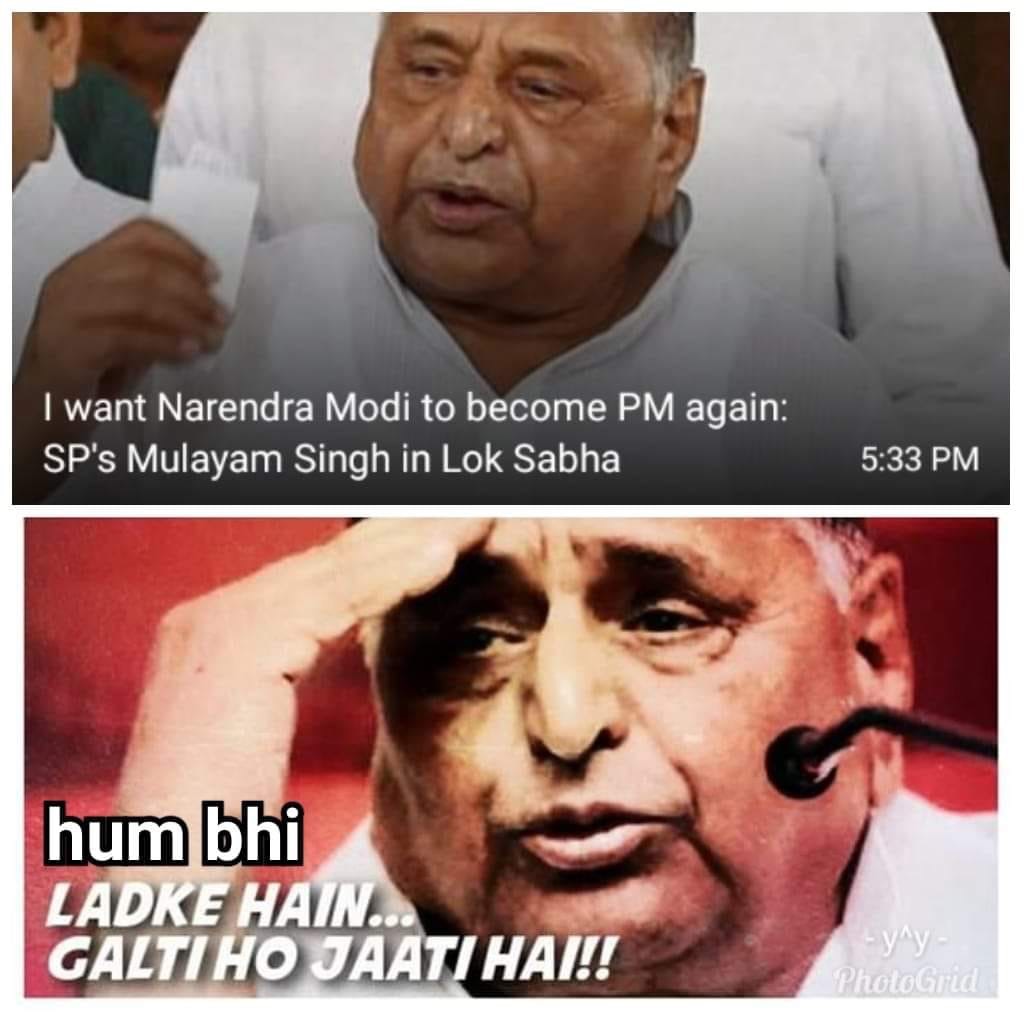 I want Narendra Modi to become PM again:
SP's Mulayam Singh in Lok Sabha 5:33 PM
hum bhi
LADKE HAIN...
GALTI HO JAATI HAI!!
- y^y -
PhotoGrid